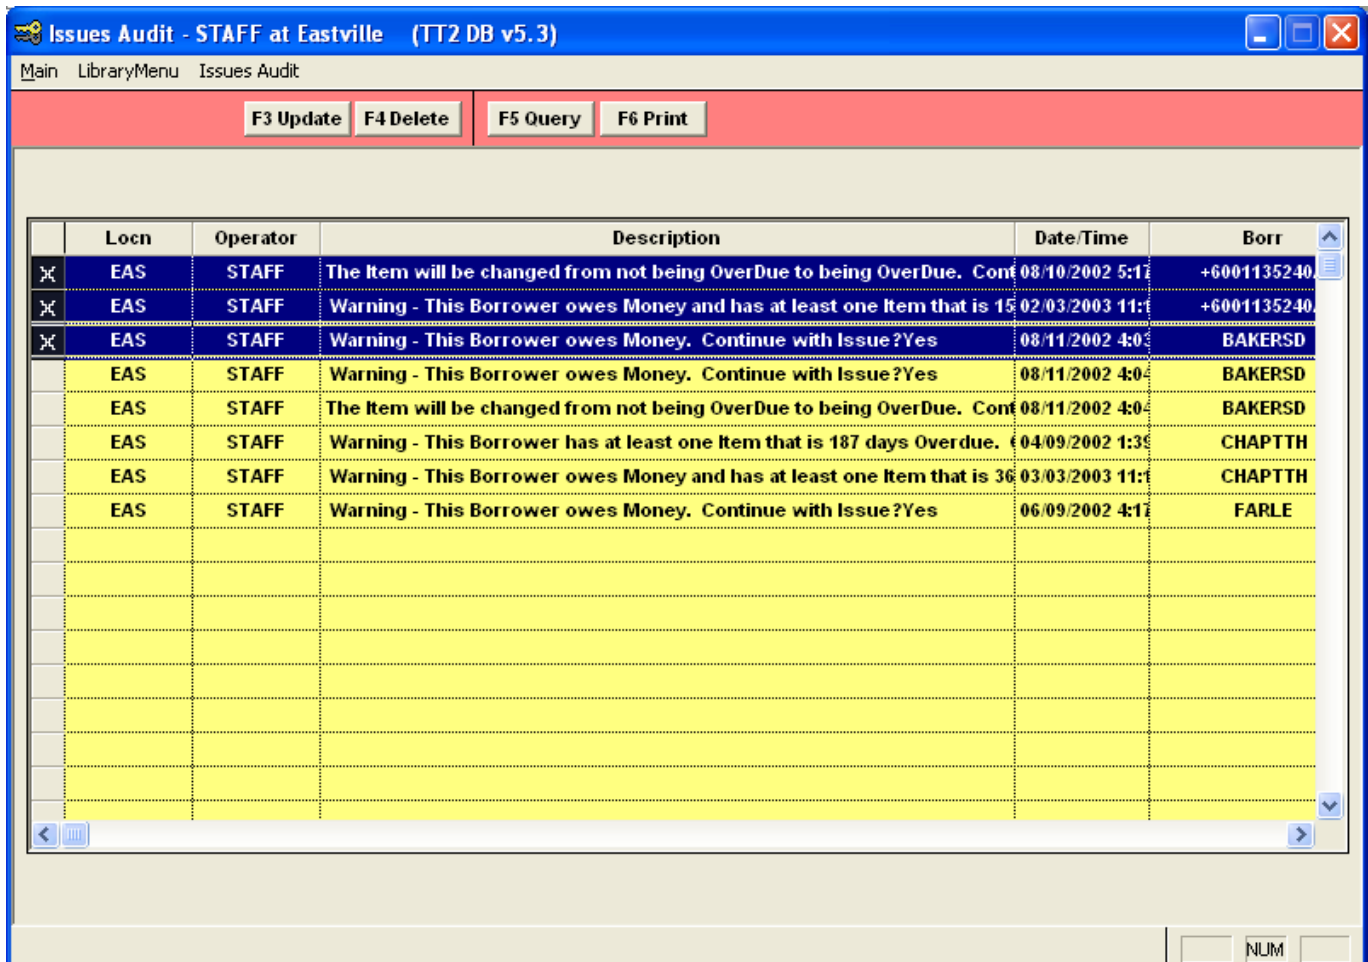 Issues Audit - STAFF at Eastville (TT2 DB v5.3)
Main LibraryMenu Issues Audit
F3 Update F4 Delete F5 Query F6 Print
Locn Operator Description Date/Time Borr
X EAS STAFF The Item will be changed from not being OverDue to being OverDue. Cont 08/10/2002 5:17 +6001135240
X EAS STAFF Warning - This Borrower owes Money and has at least one Item that is 15 02/03/2003 11:1 +6001135240
X EAS STAFF Warning - This Borrower owes Money. Continue with Issue?Yes 08/11/2002 4:03 BAKERSD
EAS STAFF Warning - This Borrower owes Money. Continue with Issue?Yes 08/11/2002 4:04 BAKERSD
EAS STAFF The Item will be changed from not being OverDue to being OverDue. Cont 08/11/2002 4:04 BAKERSD
EAS STAFF Warning - This Borrower has at least one Item that is 187 days Overdue. 04/09/2002 1:39 CHAPTTH
EAS STAFF Warning - This Borrower owes Money and has at least one Item that is 36 03/03/2003 11:1 CHAPTTH
EAS STAFF Warning - This Borrower owes Money. Continue with Issue?Yes 06/09/2002 4:17 FARLE
NUM